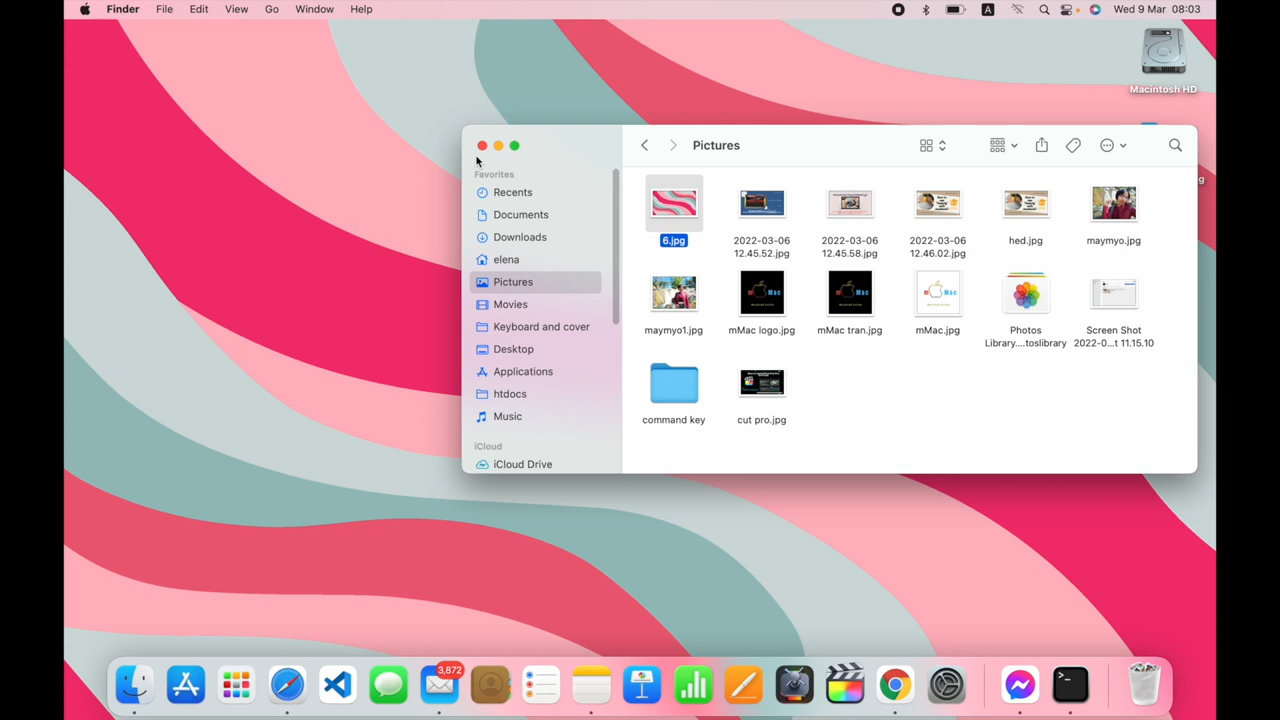 Finder File Edit View Go Window Help A Wed 9 Mar 08:03
Macintosh HD
Pictures
Favorites
Recents
Documents
Downloads
elena
Pictures
Movies
Keyboard and cover
Desktop
Applications
htdocs
Music
iCloud
iCloud Drive
6.jpg
2022-03-06
12.45.52.jpg
2022-03-06
12.45.58.jpg
2022-03-06
12.46.02.jpg
hed.jpg
maymyo.jpg
maymyo1.jpg
mMac logo.jpg
mMac tran.jpg
mMac.jpg
Photos
Library....toslibrary
Screen Shot
2022-0...t 11.15.10
command key
cut pro.jpg
g
3,872
>_